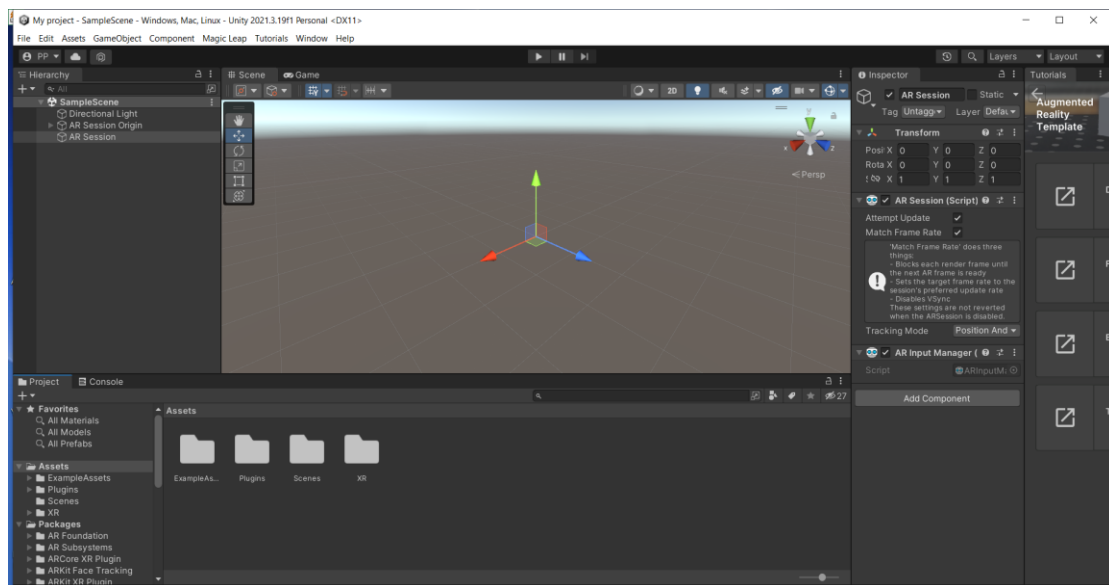 My project - SampleScene - Windows, Mac, Linux - Unity 2021.3.19f1 Personal <DX11>
File Edit Assets GameObject Component Magic Leap Tutorials Window Help
PP
Layers Layout
Hierarchy
All
SampleScene
Directional Light
AR Session Origin
AR Session
Scene Game
2D
y
x z
Persp
Inspector
AR Session Static
Tag Untagg Layer Defau
Transform
Posi X 0 Y 0 Z 0
Rota X 0 Y 0 Z 0
X 1 Y 1 Z 1
AR Session (Script)
Attempt Update
Match Frame Rate
'Match Frame Rate' does three
things:
- Blocks each render frame until
the next AR frame is ready
- Sets the target frame rate to the
session's preferred update rate
- Disables VSync
These settings are not reverted
when the ARSession is disabled.
Tracking Mode Position And
AR Input Manager (
Script ARInputM
Add Component
Tutorials
Augmented
Reality
Template
Project Console
27
Favorites
All Materials
All Models
All Prefabs
Assets
ExampleAssets
Plugins
Scenes
XR
Packages
AR Foundation
AR Subsystems
ARCore XR Plugin
ARKit Face Tracking
ARKit XR Plugin
Assets
ExampleAs... Plugins Scenes XR